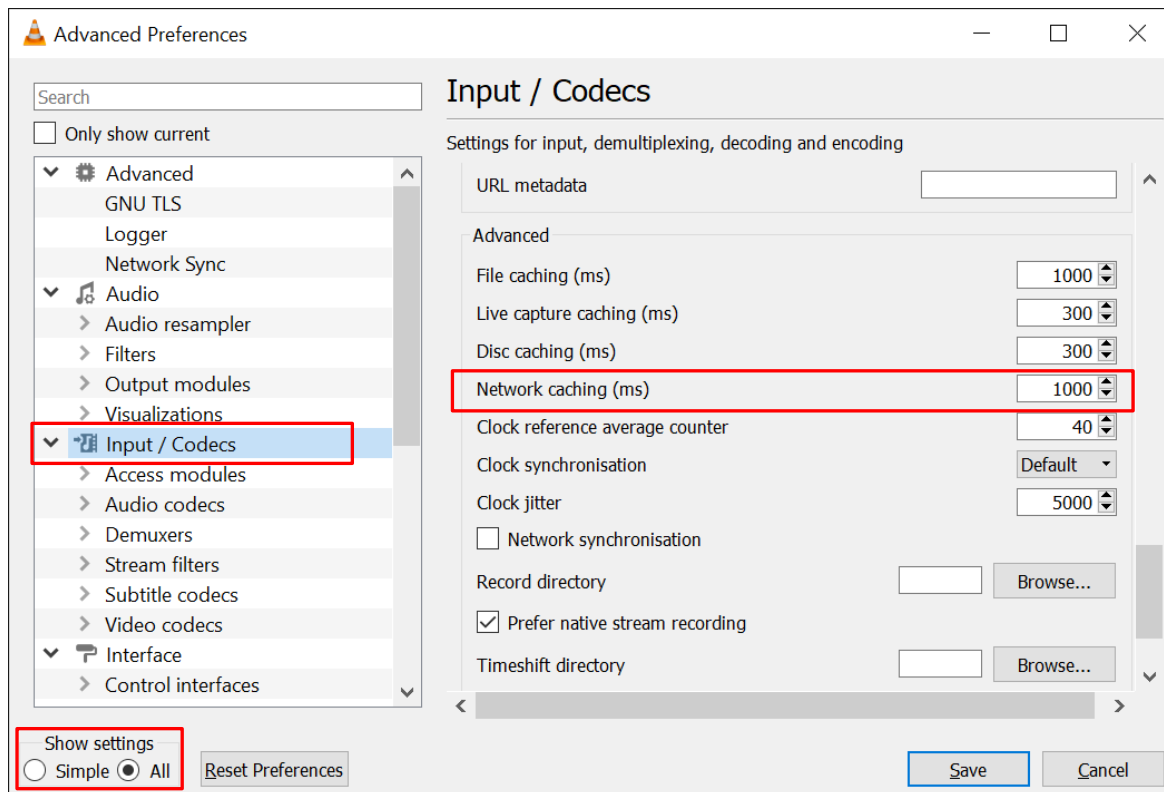 Advanced Preferences
Search
Only show current
Advanced
GNU TLS
Logger
Network Sync
Audio
Audio resampler
Filters
Output modules
Visualizations
Input / Codecs
Access modules
Audio codecs
Demuxers
Stream filters
Subtitle codecs
Video codecs
Interface
Control interfaces
Show settings
Simple All
Reset Preferences
Input / Codecs
Settings for input, demultiplexing, decoding and encoding
URL metadata
Advanced
File caching (ms) 1000
Live capture caching (ms) 300
Disc caching (ms) 300
Network caching (ms) 1000
Clock reference average counter 40
Clock synchronisation Default
Clock jitter 5000
Network synchronisation
Record directory Browse...
Prefer native stream recording
Timeshift directory Browse...
Save Cancel